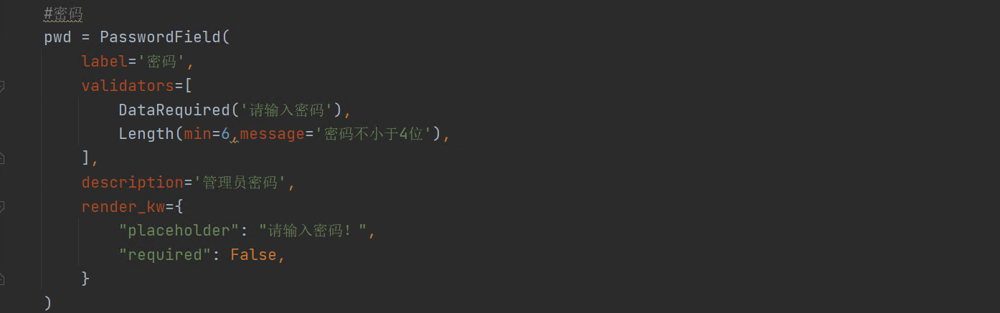 #密码
pwd = PasswordField(
label='密码',
validators=[
DataRequired('请输入密码'),
Length(min=6,message='密码不小于4位'),
],
description='管理员密码',
render_kw={
"placeholder": "请输入密码！",
"required": False,
}
)